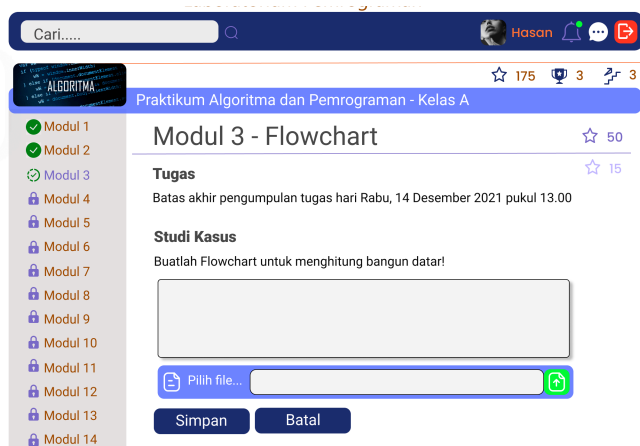 Cari.....
Hasan
ALGORITMA
175
3
3
Praktikum Algoritma dan Pemrograman - Kelas A
Modul 1
Modul 2
Modul 3
Modul 4
Modul 5
Modul 6
Modul 7
Modul 8
Modul 9
Modul 10
Modul 11
Modul 12
Modul 13
Modul 14
Modul 3 - Flowchart
50
15
Tugas
Batas akhir pengumpulan tugas hari Rabu, 14 Desember 2021 pukul 13.00
Studi Kasus
Buatlah Flowchart untuk menghitung bangun datar!
Pilih file...
Simpan
Batal